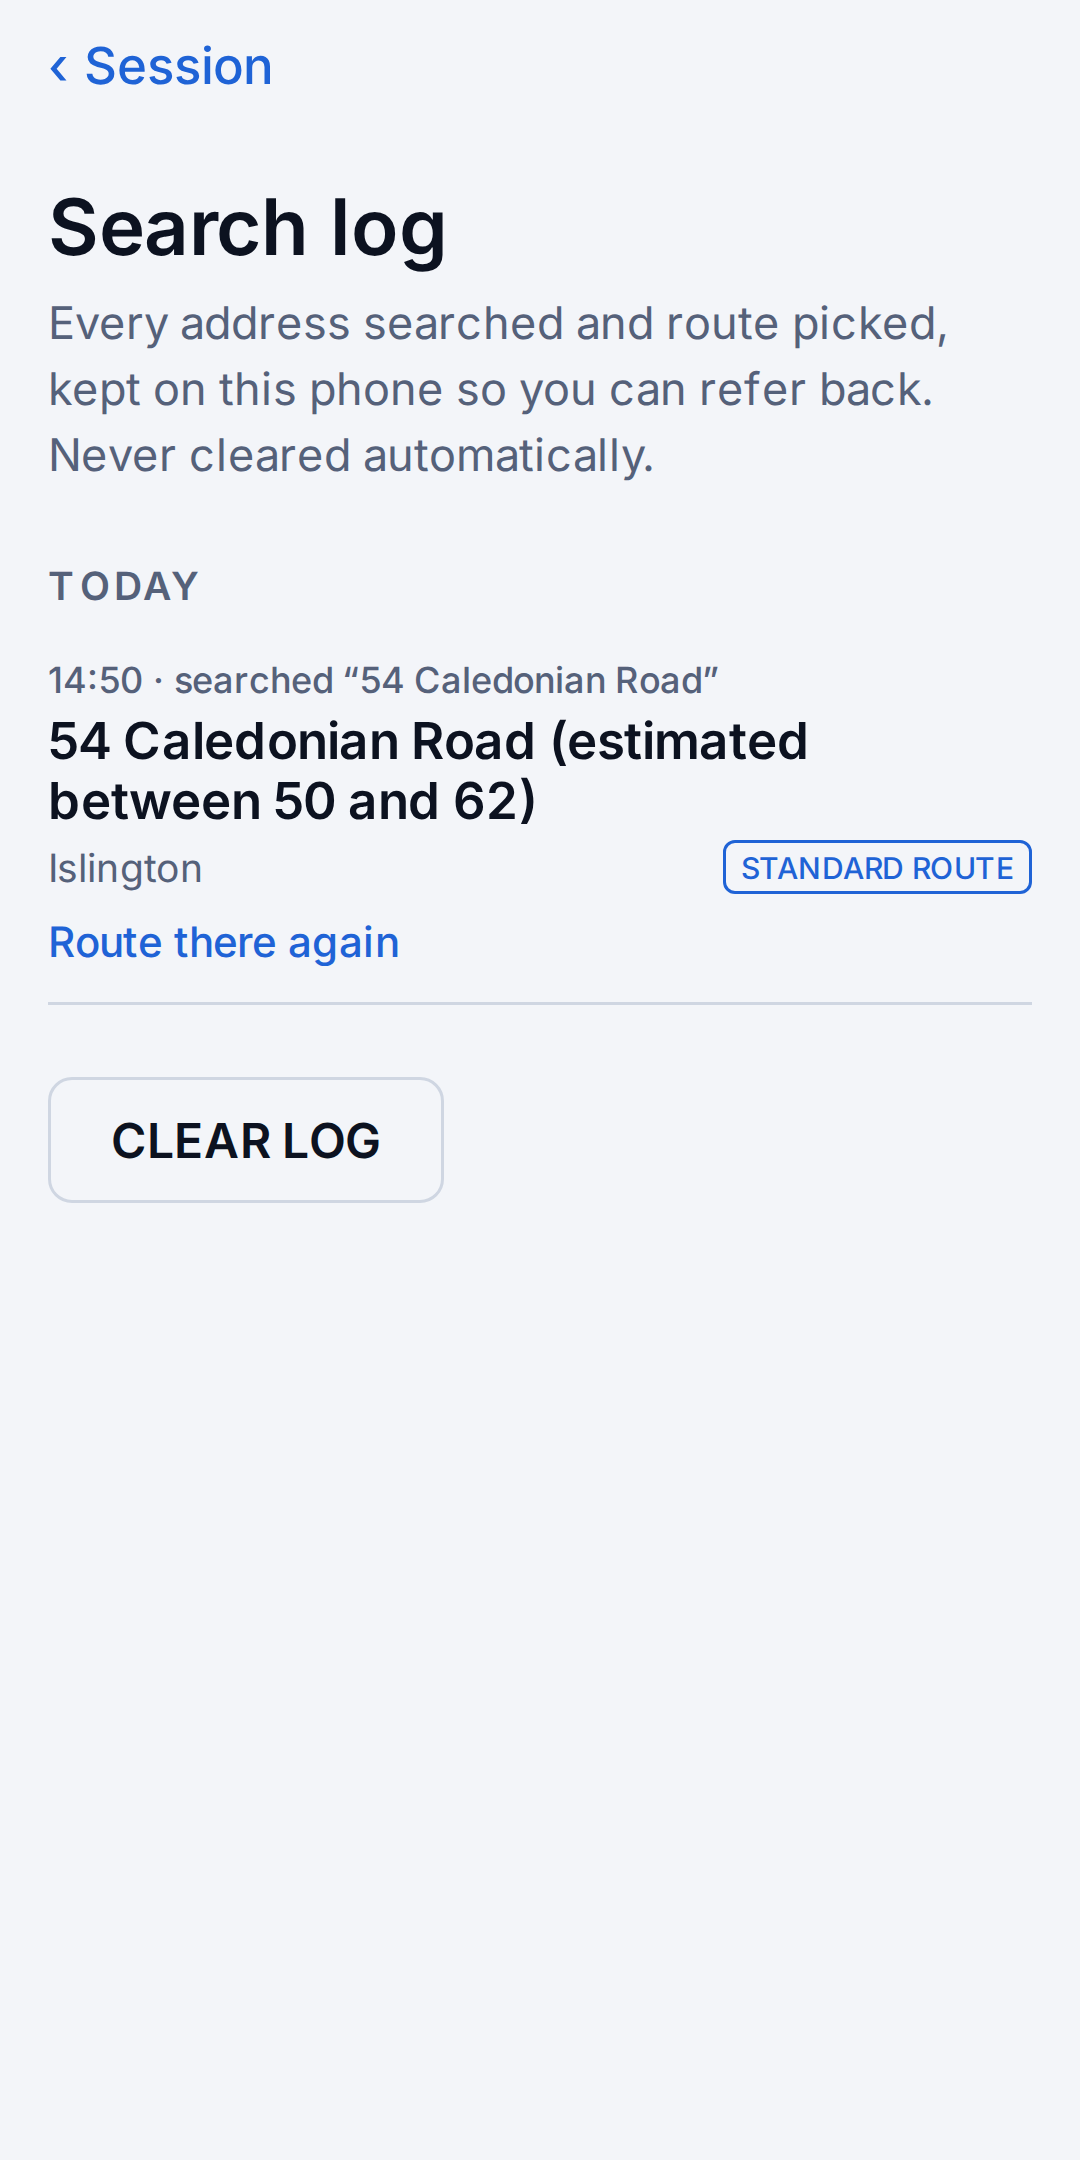 ‹ Session
Search log
Every address searched and route picked,
kept on this phone so you can refer back.
Never cleared automatically.
TODAY
14:50 · searched “54 Caledonian Road”
54 Caledonian Road (estimated
between 50 and 62)
Islington
STANDARD ROUTE
Route there again
CLEAR LOG